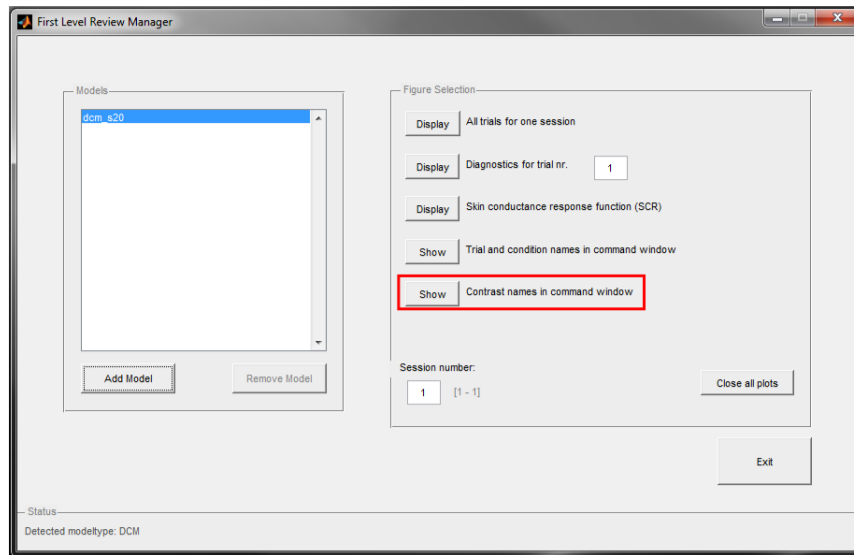 First Level Review Manager
Models
dcm_s20
Add Model
Remove Model
Figure Selection
Display All trials for one session
Display Diagnostics for trial nr. 1
Display Skin conductance response function (SCR)
Show Trial and condition names in command window
Show Contrast names in command window
Session number:
1 [1 - 1]
Close all plots
Exit
Status
Detected modeltype: DCM